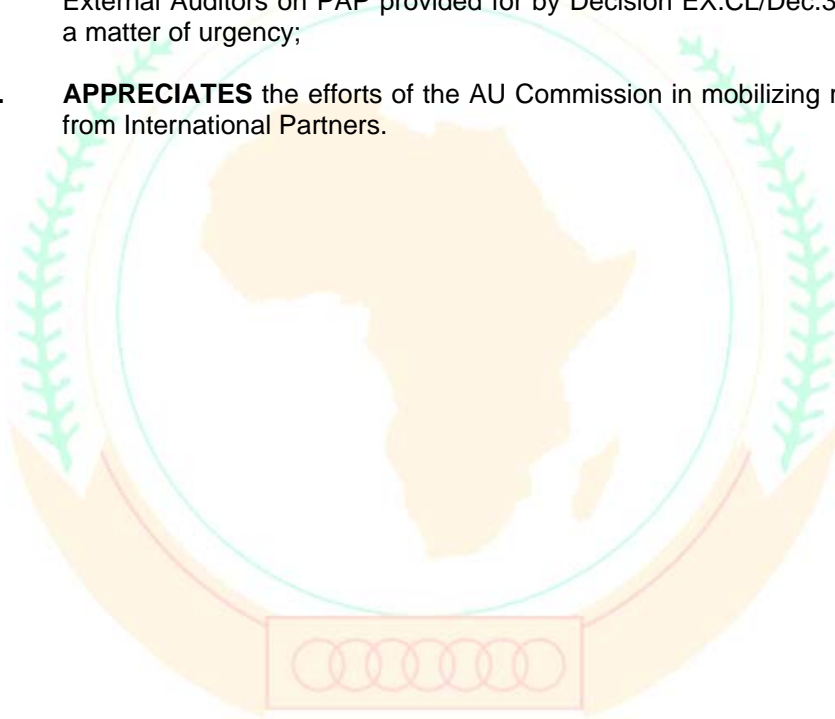 External Auditors on PAP provided for by Decision EX.CL/Dec.3
a matter of urgency;
. APPRECIATES the efforts of the AU Commission in mobilizing
from International Partners.